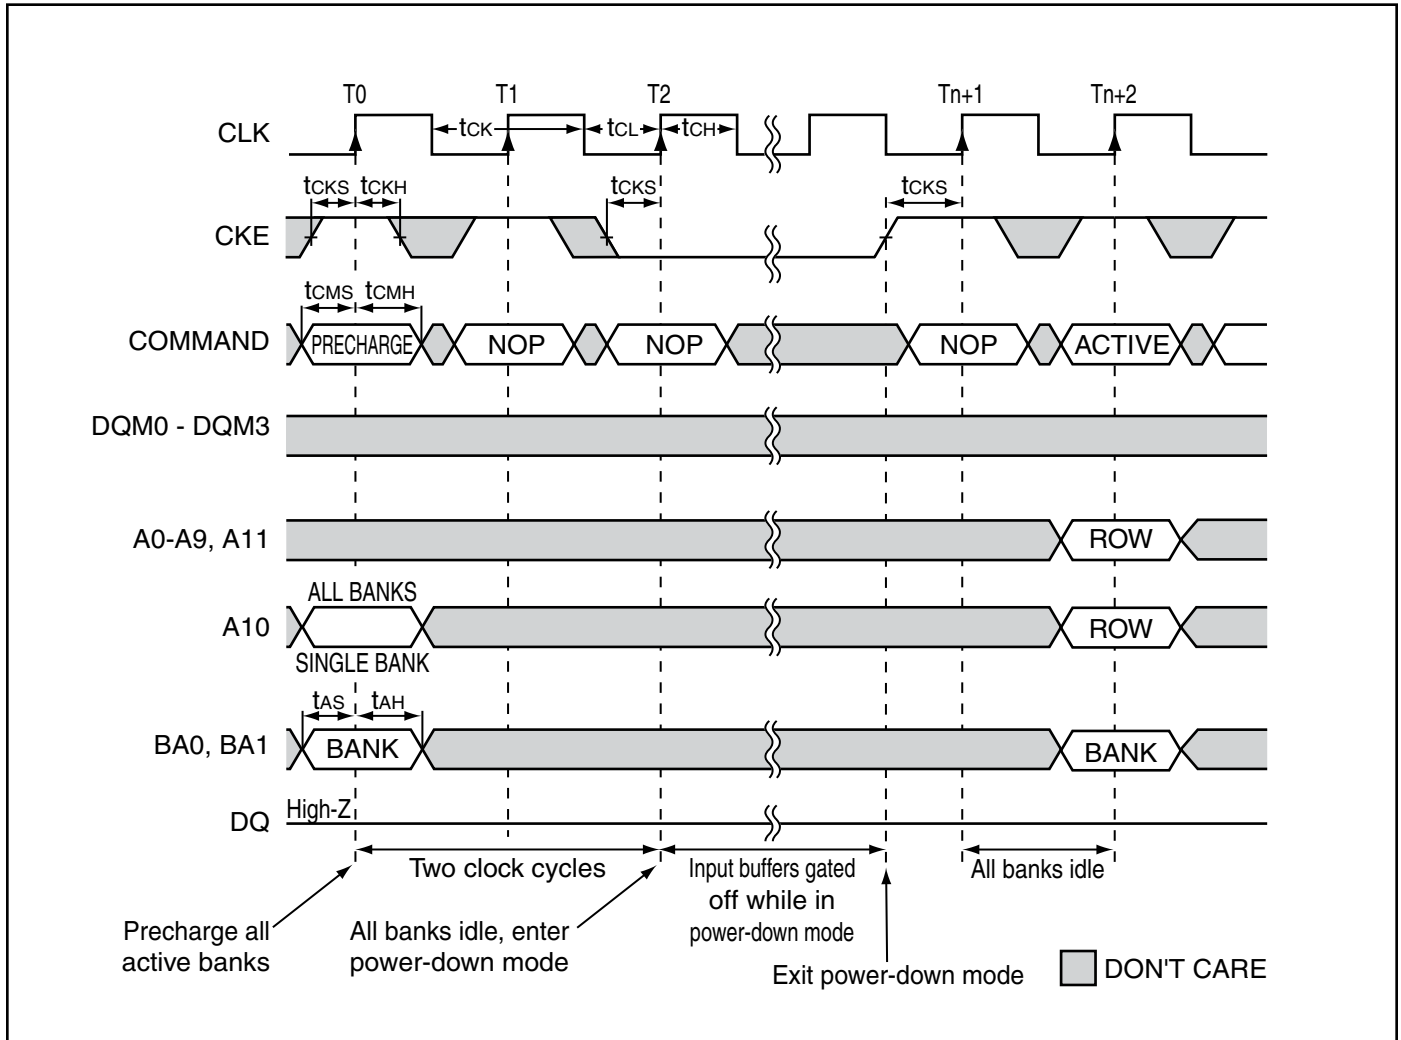 T0 T1 T2 Tn+1 Tn+2
CLK tCK tCL tCH
tCKS tCKH tCKS tCKS
CKE
tCMS tCMH
COMMAND PRECHARGE NOP NOP NOP ACTIVE
DQM0 - DQM3
A0-A9, A11 ROW
ALL BANKS
A10 ROW
SINGLE BANK
tAS tAH
BA0, BA1 BANK BANK
DQ High-Z
Two clock cycles
Input buffers gated
off while in
power-down mode
All banks idle
Precharge all
active banks
All banks idle, enter
power-down mode
Exit power-down mode
DON'T CARE